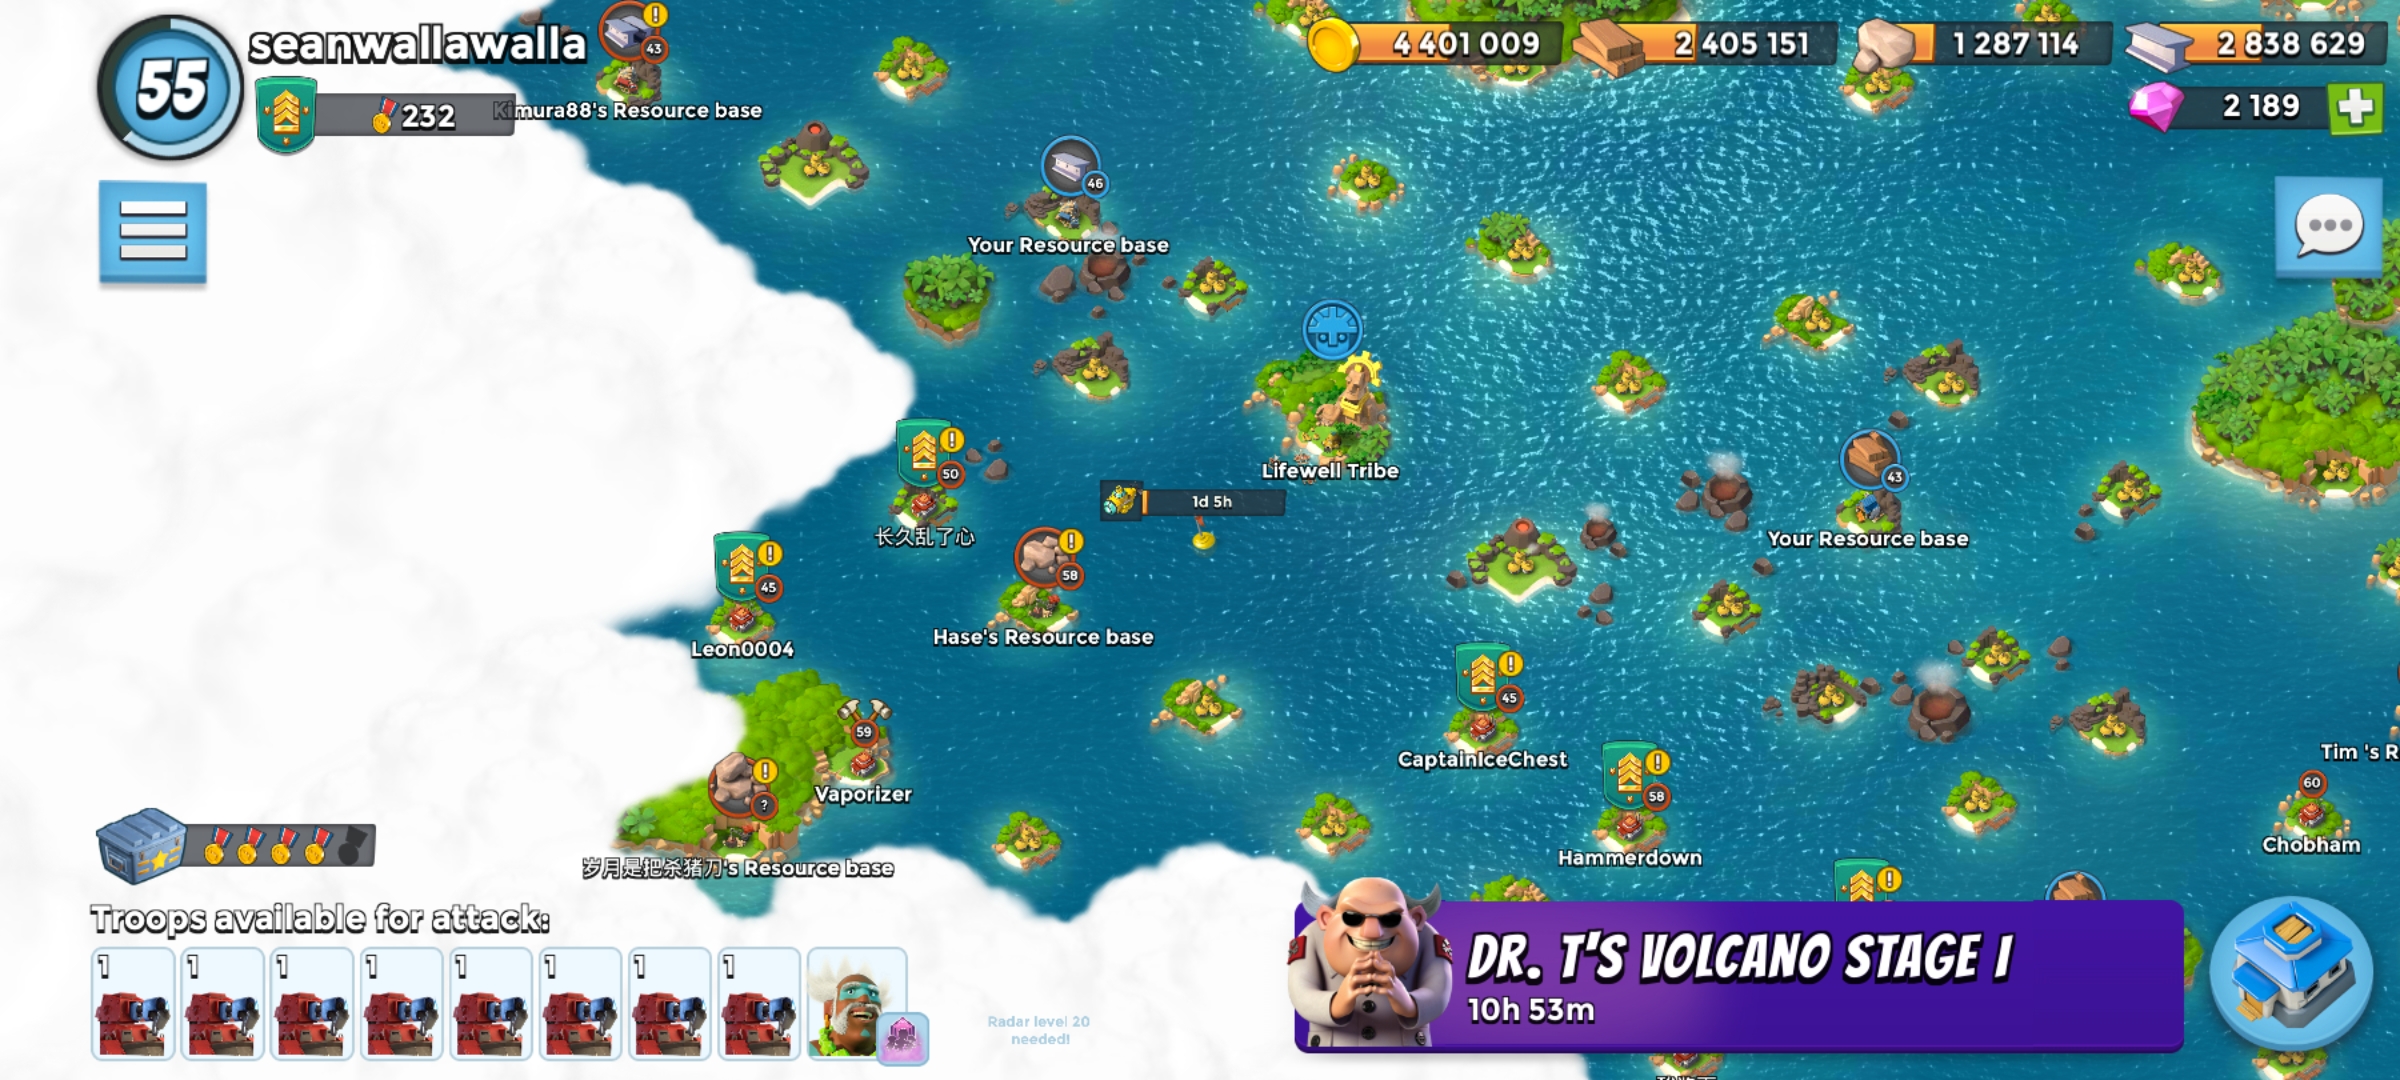 55
seanwallawalla
232
43
Kimura88's Resource base
4 401 009
2 405 151
1 287 114
2 838 629
2 189
46
Your Resource base
Lifewell Tribe
50
长久乱了心
1d 5h
43
Your Resource base
45
Leon0004
58
Hase's Resource base
45
CaptainIceChest
59
Vaporizer
?
岁月是把杀猪刀's Resource base
58
Hammerdown
Tim 's R
60
Chobham
Troops available for attack:
1 1 1 1 1 1 1 1
Radar level 20
needed!
DR. T'S VOLCANO STAGE I
10h 53m